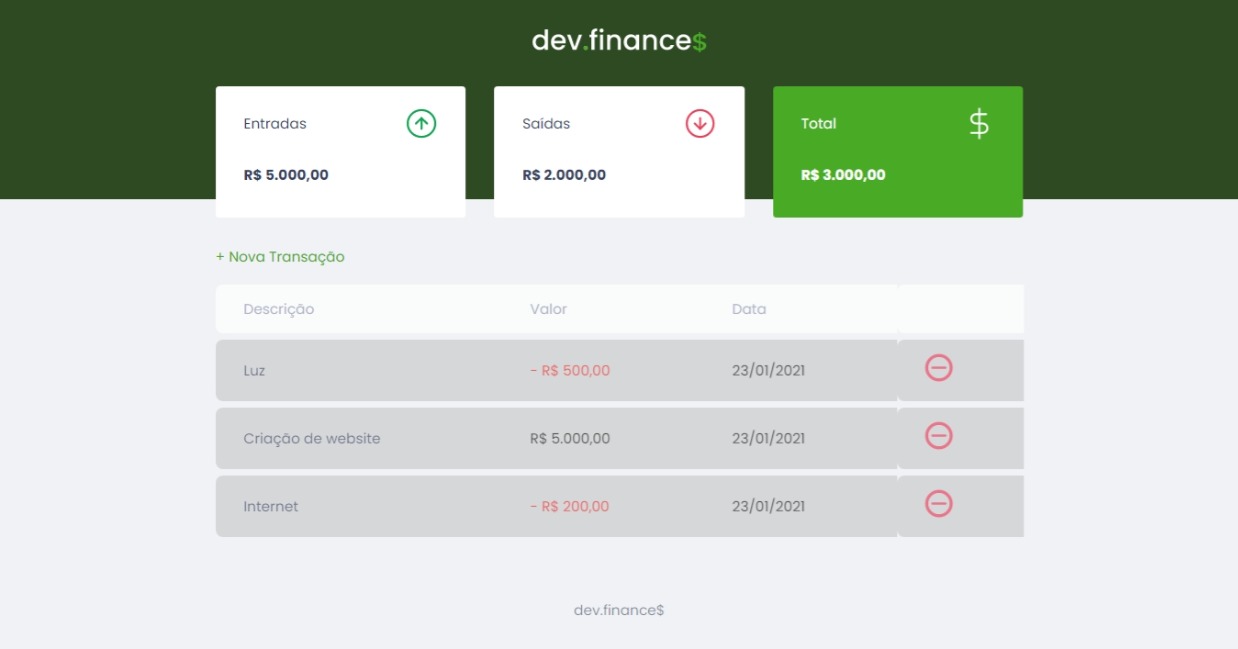 dev.finance$
Entradas
R$ 5.000,00
Saídas
R$ 2.000,00
Total
$
R$ 3.000,00
+ Nova Transação
Descrição Valor Data
Luz - R$ 500,00 23/01/2021
Criação de website R$ 5.000,00 23/01/2021
Internet - R$ 200,00 23/01/2021
dev.finance$